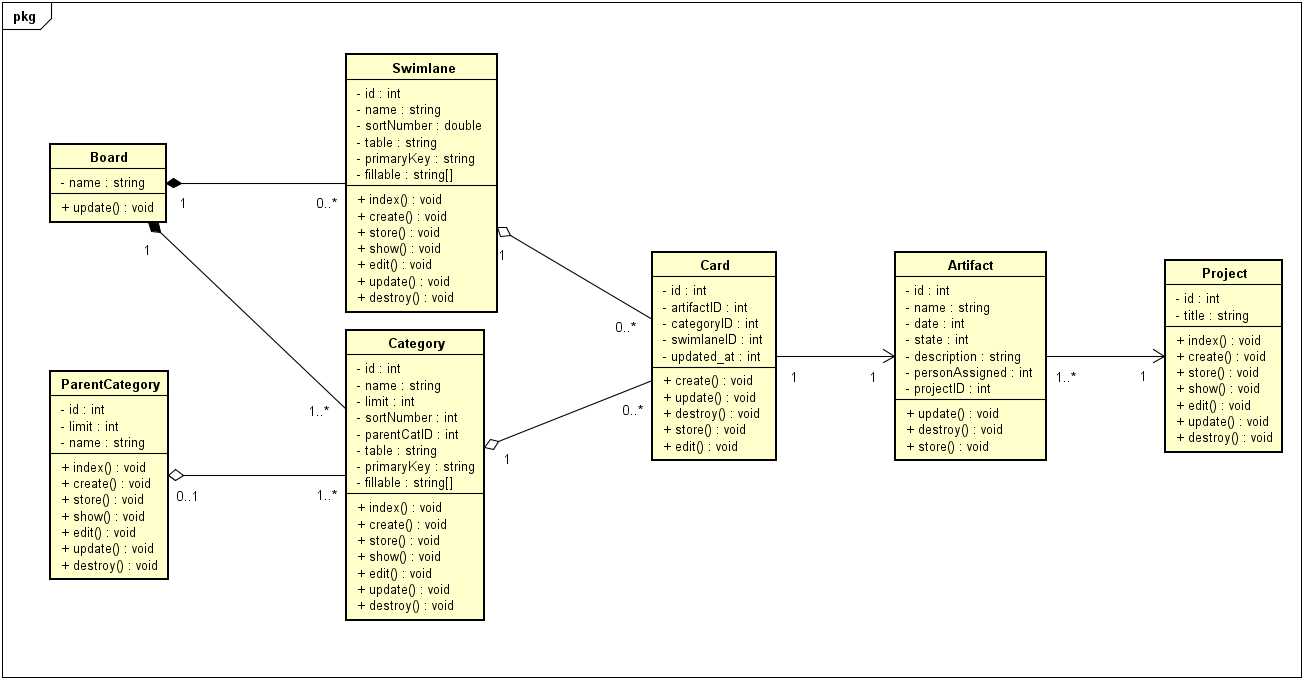 pkg
Swimlane
- id : int
- name : string
- sortNumber : double
- table : string
- primaryKey : string
- fillable : string[]
+ index() : void
+ create() : void
+ store() : void
+ show() : void
+ edit() : void
+ update() : void
+ destroy() : void
Board
- name : string
+ update() : void
1
0..*
1
1..*
1
0..*
Category
- id : int
- name : string
- limit : int
- sortNumber : int
- parentCatID : int
- table : string
- primaryKey : string
- fillable : string[]
+ index() : void
+ create() : void
+ store() : void
+ show() : void
+ edit() : void
+ update() : void
+ destroy() : void
ParentCategory
- id : int
- limit : int
- name : string
+ index() : void
+ create() : void
+ store() : void
+ show() : void
+ edit() : void
+ update() : void
+ destroy() : void
0..1
1..*
1
0..*
Card
- id : int
- artifactID : int
- categoryID : int
- swimlaneID : int
- updated_at : int
+ create() : void
+ update() : void
+ destroy() : void
+ store() : void
+ edit() : void
1
1
Artifact
- id : int
- name : string
- date : int
- state : int
- description : string
- personAssigned : int
- projectID : int
+ update() : void
+ destroy() : void
+ store() : void
1..*
1
Project
- id : int
- title : string
+ index() : void
+ create() : void
+ store() : void
+ show() : void
+ edit() : void
+ update() : void
+ destroy() : void